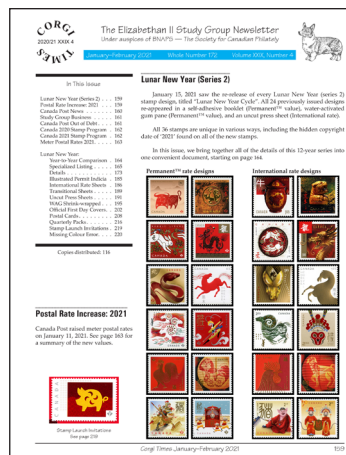 CORGI
2020/21 XXIX 4
The Elizabethan II Study Group Newsletter
Under auspices of BNAPS — The Society for Canadian Philately
January–February 2021 Whole Number 172 Volume XXIX, Number 4
In This Issue
Lunar New Year (Series 2) . . . 159
Postal Rate Increase: 2021 . . . 159
Canada Post News . . . . . 160
Study Group Business . . . . . 161
Canada Post Out of Debt . . . 161
Canada 2020 Stamp Program . 162
Canada 2021 Stamp Program . 162
Meter Postal Rates 2021 . . . . 163
Lunar New Year:
Year-to-Year Comparison . 164
Specialized Listing . . . . . 165
Details . . . . . . . . . . 173
Illustrated Permit Indicia . 185
International Rate Sheets . 186
Transitional Sheets . . . . . 189
Uncut Press Sheets . . . . . 191
WAG Shrink-wrapped . . . 195
Official First Day Covers . . 202
Postal Cards . . . . . . . . 208
Quarterly Packs . . . . . . 216
Stamp Launch Invitations . 219
Missing Colour Error . . . . 220
Copies distributed: 116
Postal Rate Increase: 2021
Canada Post raised meter postal rates
on January 11, 2021. See page 163 for
a summary of the new values.
Stamp Launch Invitations
See page 219
Lunar New Year (Series 2)
January 15, 2021 saw the re-release of every Lunar New Year (series 2)
stamp design, titled "Lunar New Year Cycle". All 24 previously issued designs
re-appeared in a self-adhesive booklet (Permanent™ value), water-activated
gum pane (Permanent™ value), and an uncut press sheet (International rate).
All 36 stamps are unique in various ways, including the hidden copyright
date of '2021' found on all of the new stamps.
In this issue, we bring together all of the details of this 12-year series into
one convenient document, starting on page 164.
Permanent™ rate designs
International rate designs
Corgi Times January–February 2021
159